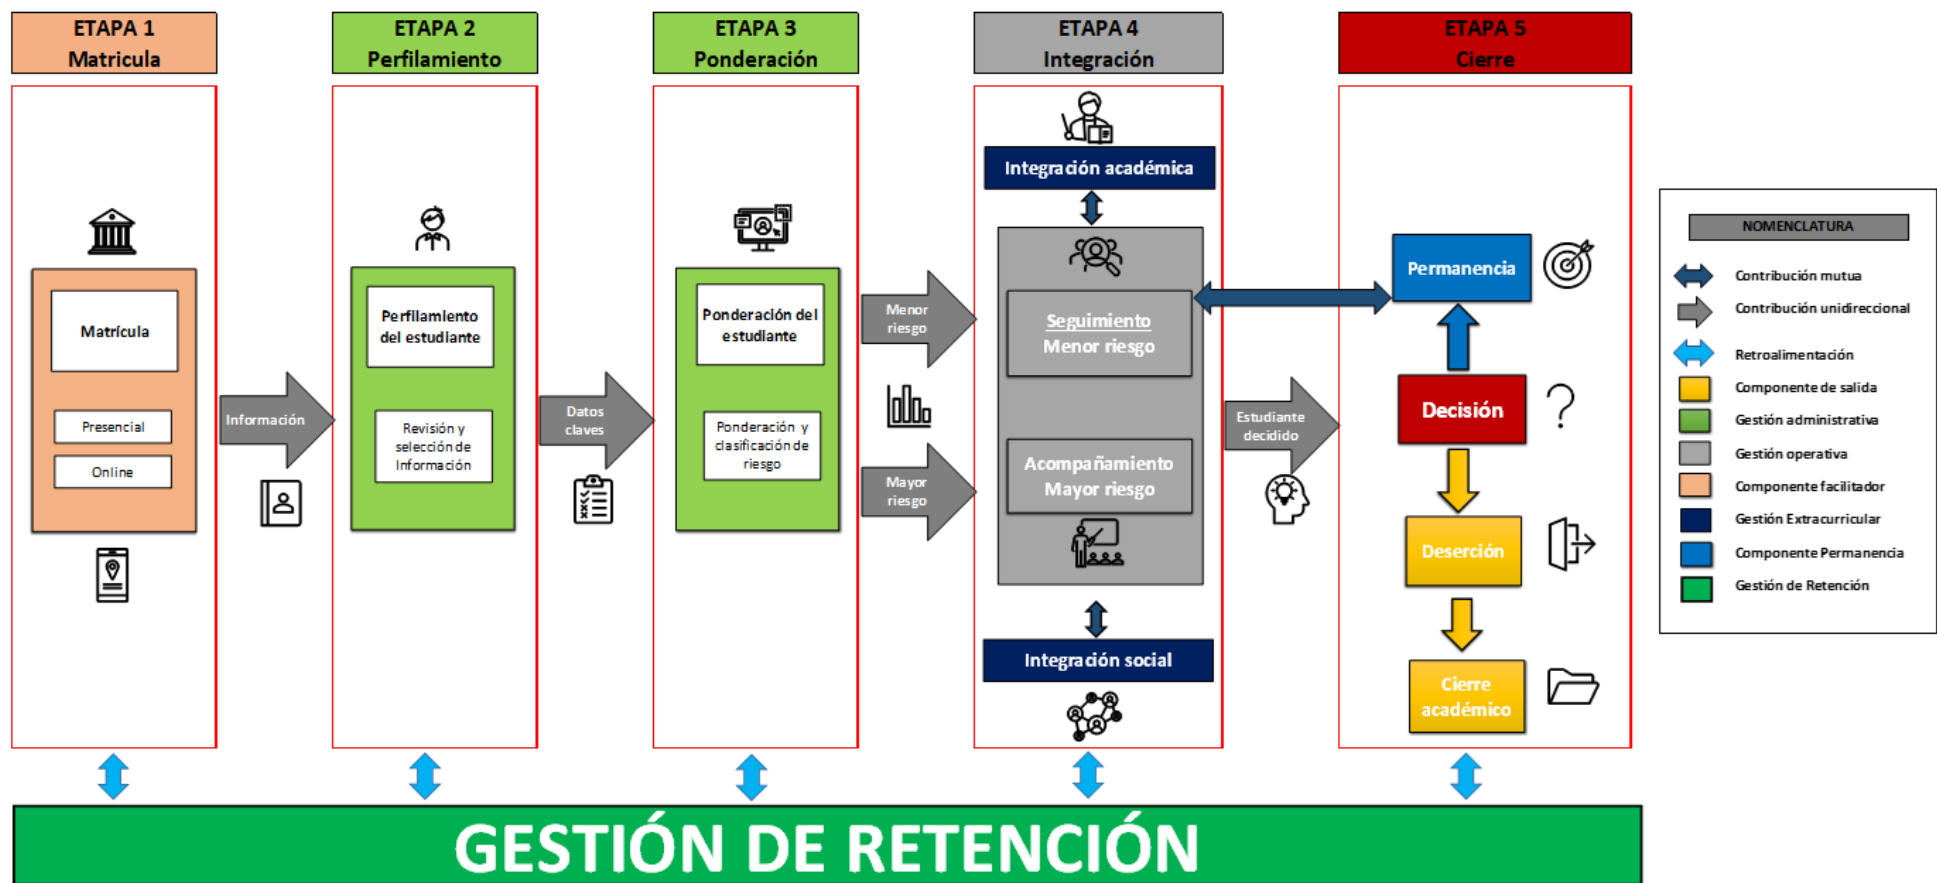 ETAPA 1
Matricula
ETAPA 2
Perfilamiento
ETAPA 3
Ponderación
ETAPA 4
Integración
ETAPA 5
Cierre
Matrícula
Presencial
Online
Información
Perfilamiento
del estudiante
Revisión y
selección de
Información
Datos
claves
Ponderación del
estudiante
Ponderación y
clasificación de
riesgo
Menor
riesgo
Mayor
riesgo
Integración académica
Seguimiento
Menor riesgo
Acompañamiento
Mayor riesgo
Integración social
Estudiante
decidido
Permanencia
Decisión
?
Deserción
Cierre
académico
NOMENCLATURA
Contribución mutua
Contribución unidireccional
Retroalimentación
Componente de salida
Gestión administrativa
Gestión operativa
Componente facilitador
Gestión Extracurricular
Componente Permanencia
Gestión de Retención
GESTIÓN DE RETENCIÓN